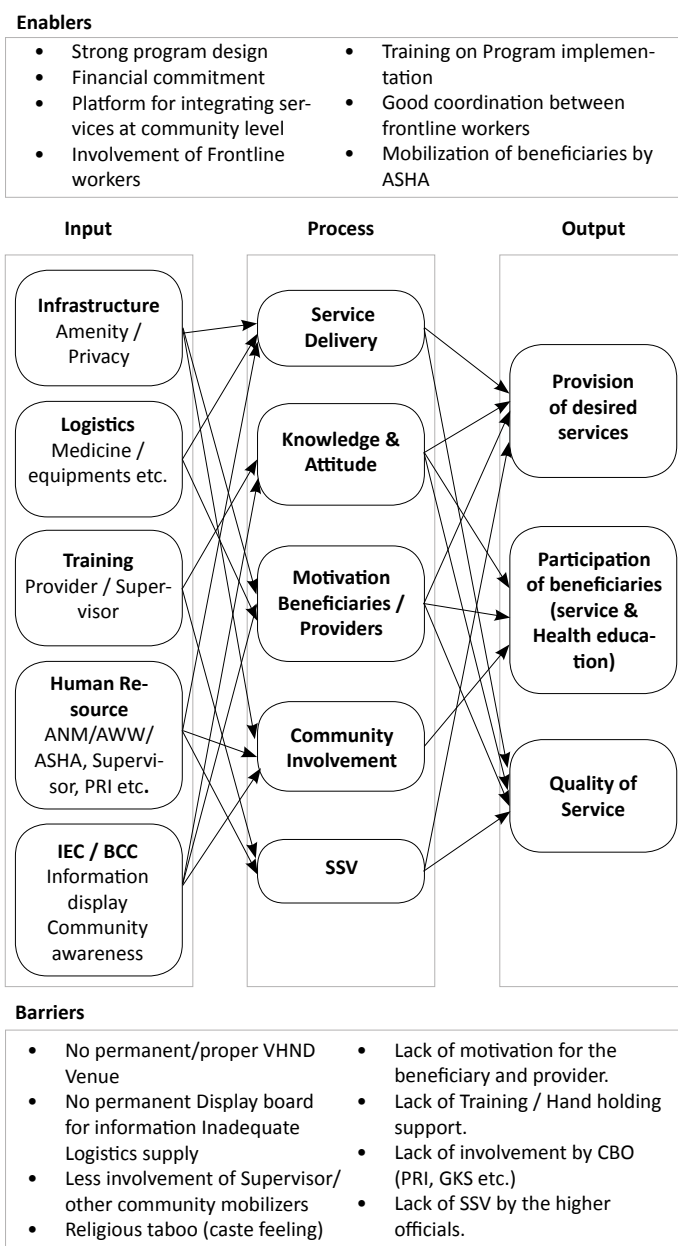 Enablers
• Strong program design
• Financial commitment
• Platform for integrating ser-
vices at community level
• Involvement of Frontline
workers
• Training on Program implemen-
tation
• Good coordination between
frontline workers
• Mobilization of beneficiaries by
ASHA
Input
Process
Output
Infrastructure
Amenity /
Privacy
Logistics
Medicine /
equipments etc.
Training
Provider / Super-
visor
Human Re-
source
ANM/AWW/
ASHA, Supervi-
sor, PRI etc.
IEC / BCC
Information
display
Community
awareness
Service
Delivery
Knowledge &
Attitude
Motivation
Beneficiaries /
Providers
Community
Involvement
SSV
Provision
of desired
services
Participation
of beneficiaries
(service &
Health educa-
tion)
Quality of
Service
Barriers
• No permanent/proper VHND
Venue
• No permanent Display board
for information Inadequate
Logistics supply
• Less involvement of Supervisor/
other community mobilizers
• Religious taboo (caste feeling)
• Lack of motivation for the
beneficiary and provider.
• Lack of Training / Hand holding
support.
• Lack of involvement by CBO
(PRI, GKS etc.)
• Lack of SSV by the higher
officials.